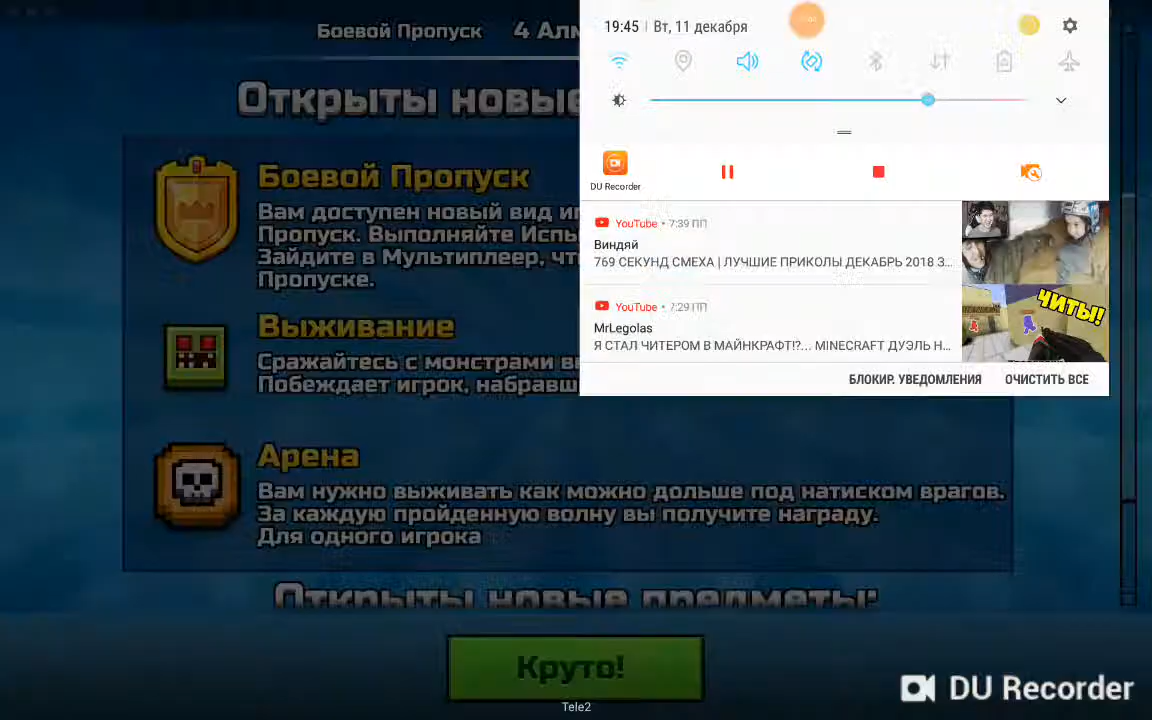 Боевой Пропуск
4 Алм
Открыты новые
Боевой Пропуск
Вам доступен новый вид
Пропуск. Выполняйте Испы
Зайдите в Мультиплеер, чт
Пропуске.
Выживание
Сражайтесь с монстрами в
Побеждает игрок, набравш
Арена
Вам нужно выживать как можно дольше под натиском врагов.
За каждую пройденную волну вы получите награду.
Для одного игрока
Открыты новые предметы:
Круто!
Tele2
19:45 | Вт, 11 декабря
DU Recorder
YouTube • 7:39 ПП
Виндяй
769 СЕКУНД СМЕХА | ЛУЧШИЕ ПРИКОЛЫ ДЕКАБРЬ 2018 З...
YouTube • 7:29 ПП
MrLegolas
Я СТАЛ ЧИТЕРОМ В МАЙНКРАФТ!?... MINECRAFT ДУЭЛЬ Н...
ЧИТЫ!
БЛОКИР. УВЕДОМЛЕНИЯ
ОЧИСТИТЬ ВСЕ
DU Recorder